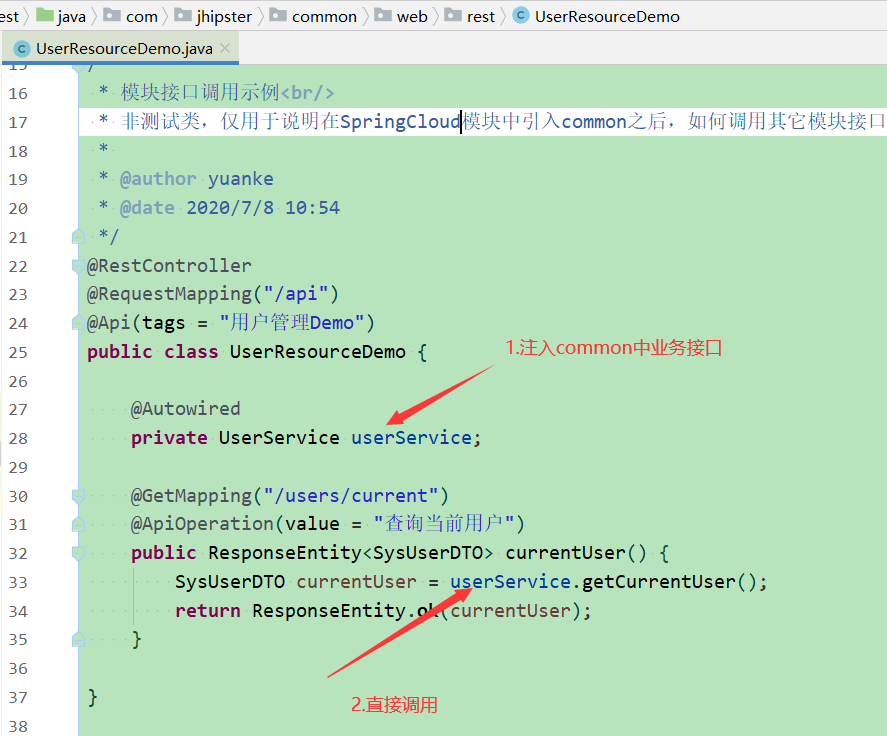 est java com jhipster common web rest UserResourceDemo
UserResourceDemo.java ×
15 /
16 * 模块接口调用示例<br/>
17 * 非测试类，仅用于说明在SpringCloud模块中引入common之后，如何调用其它模块接口
18 *
19 * @author yuanke
20 * @date 2020/7/8 10:54
21 */
22 @RestController
23 @RequestMapping("/api")
24 @Api(tags = "用户管理Demo")
25 public class UserResourceDemo {
1.注入common中业务接口
26
27 @Autowired
28 private UserService userService;
29
30 @GetMapping("/users/current")
31 @ApiOperation(value = "查询当前用户")
32 public ResponseEntity<SysUserDTO> currentUser() {
33 SysUserDTO currentUser = userService.getCurrentUser();
34 return ResponseEntity.ok(currentUser);
35 }
36
37 }
2.直接调用
38